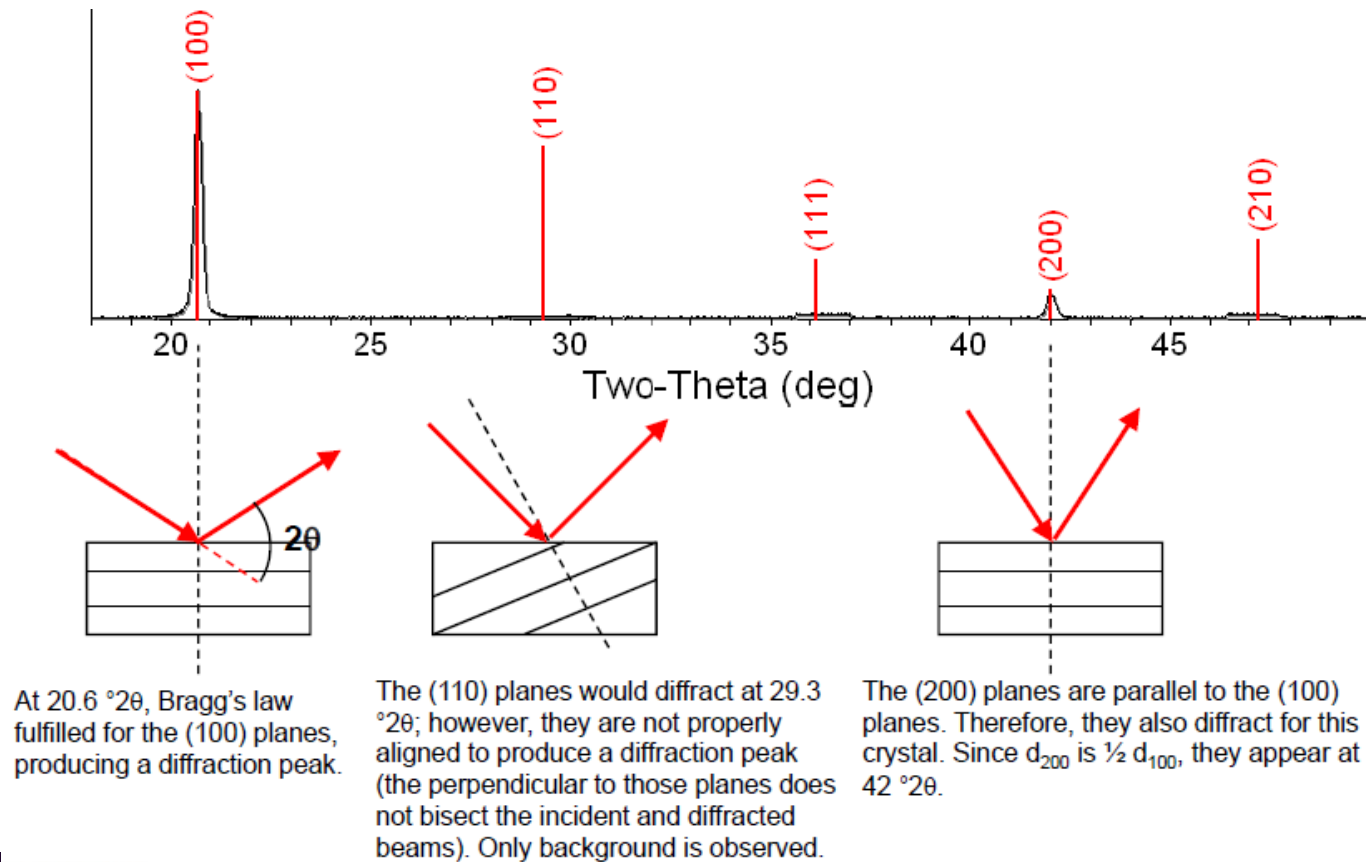 (100)
(110)
(111)
(200)
(210)
20 25 30 35 40 45
Two-Theta (deg)
2θ
At 20.6 °2θ, Bragg's law
fulfilled for the (100) planes,
producing a diffraction peak.
The (110) planes would diffract at 29.3
°2θ; however, they are not properly
aligned to produce a diffraction peak
(the perpendicular to those planes does
not bisect the incident and diffracted
beams). Only background is observed.
The (200) planes are parallel to the (100)
planes. Therefore, they also diffract for this
crystal. Since d₂₀₀ is ½ d₁₀₀, they appear at
42 °2θ.